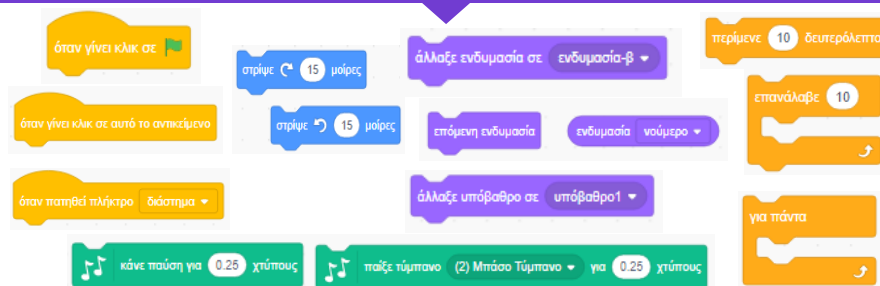 όταν γίνει κλικ σε
στρίψε 15 μοίρες
άλλαξε ενδυμασία σε ενδυμασία-β
περίμενε 10 δευτερόλεπτα
επανάλαβε 10
όταν γίνει κλικ σε αυτό το αντικείμενο
στρίψε 15 μοίρες
επόμενη ενδυμασία
ενδυμασία νούμερο
όταν πατηθεί πλήκτρο διάστημα
άλλαξε υπόβαθρο σε υπόβαθρο1
για πάντα
κάνε παύση για 0.25 χτύπους
παίξε τύμπανο (2) Μπάσο Τύμπανο για 0.25 χτύπους